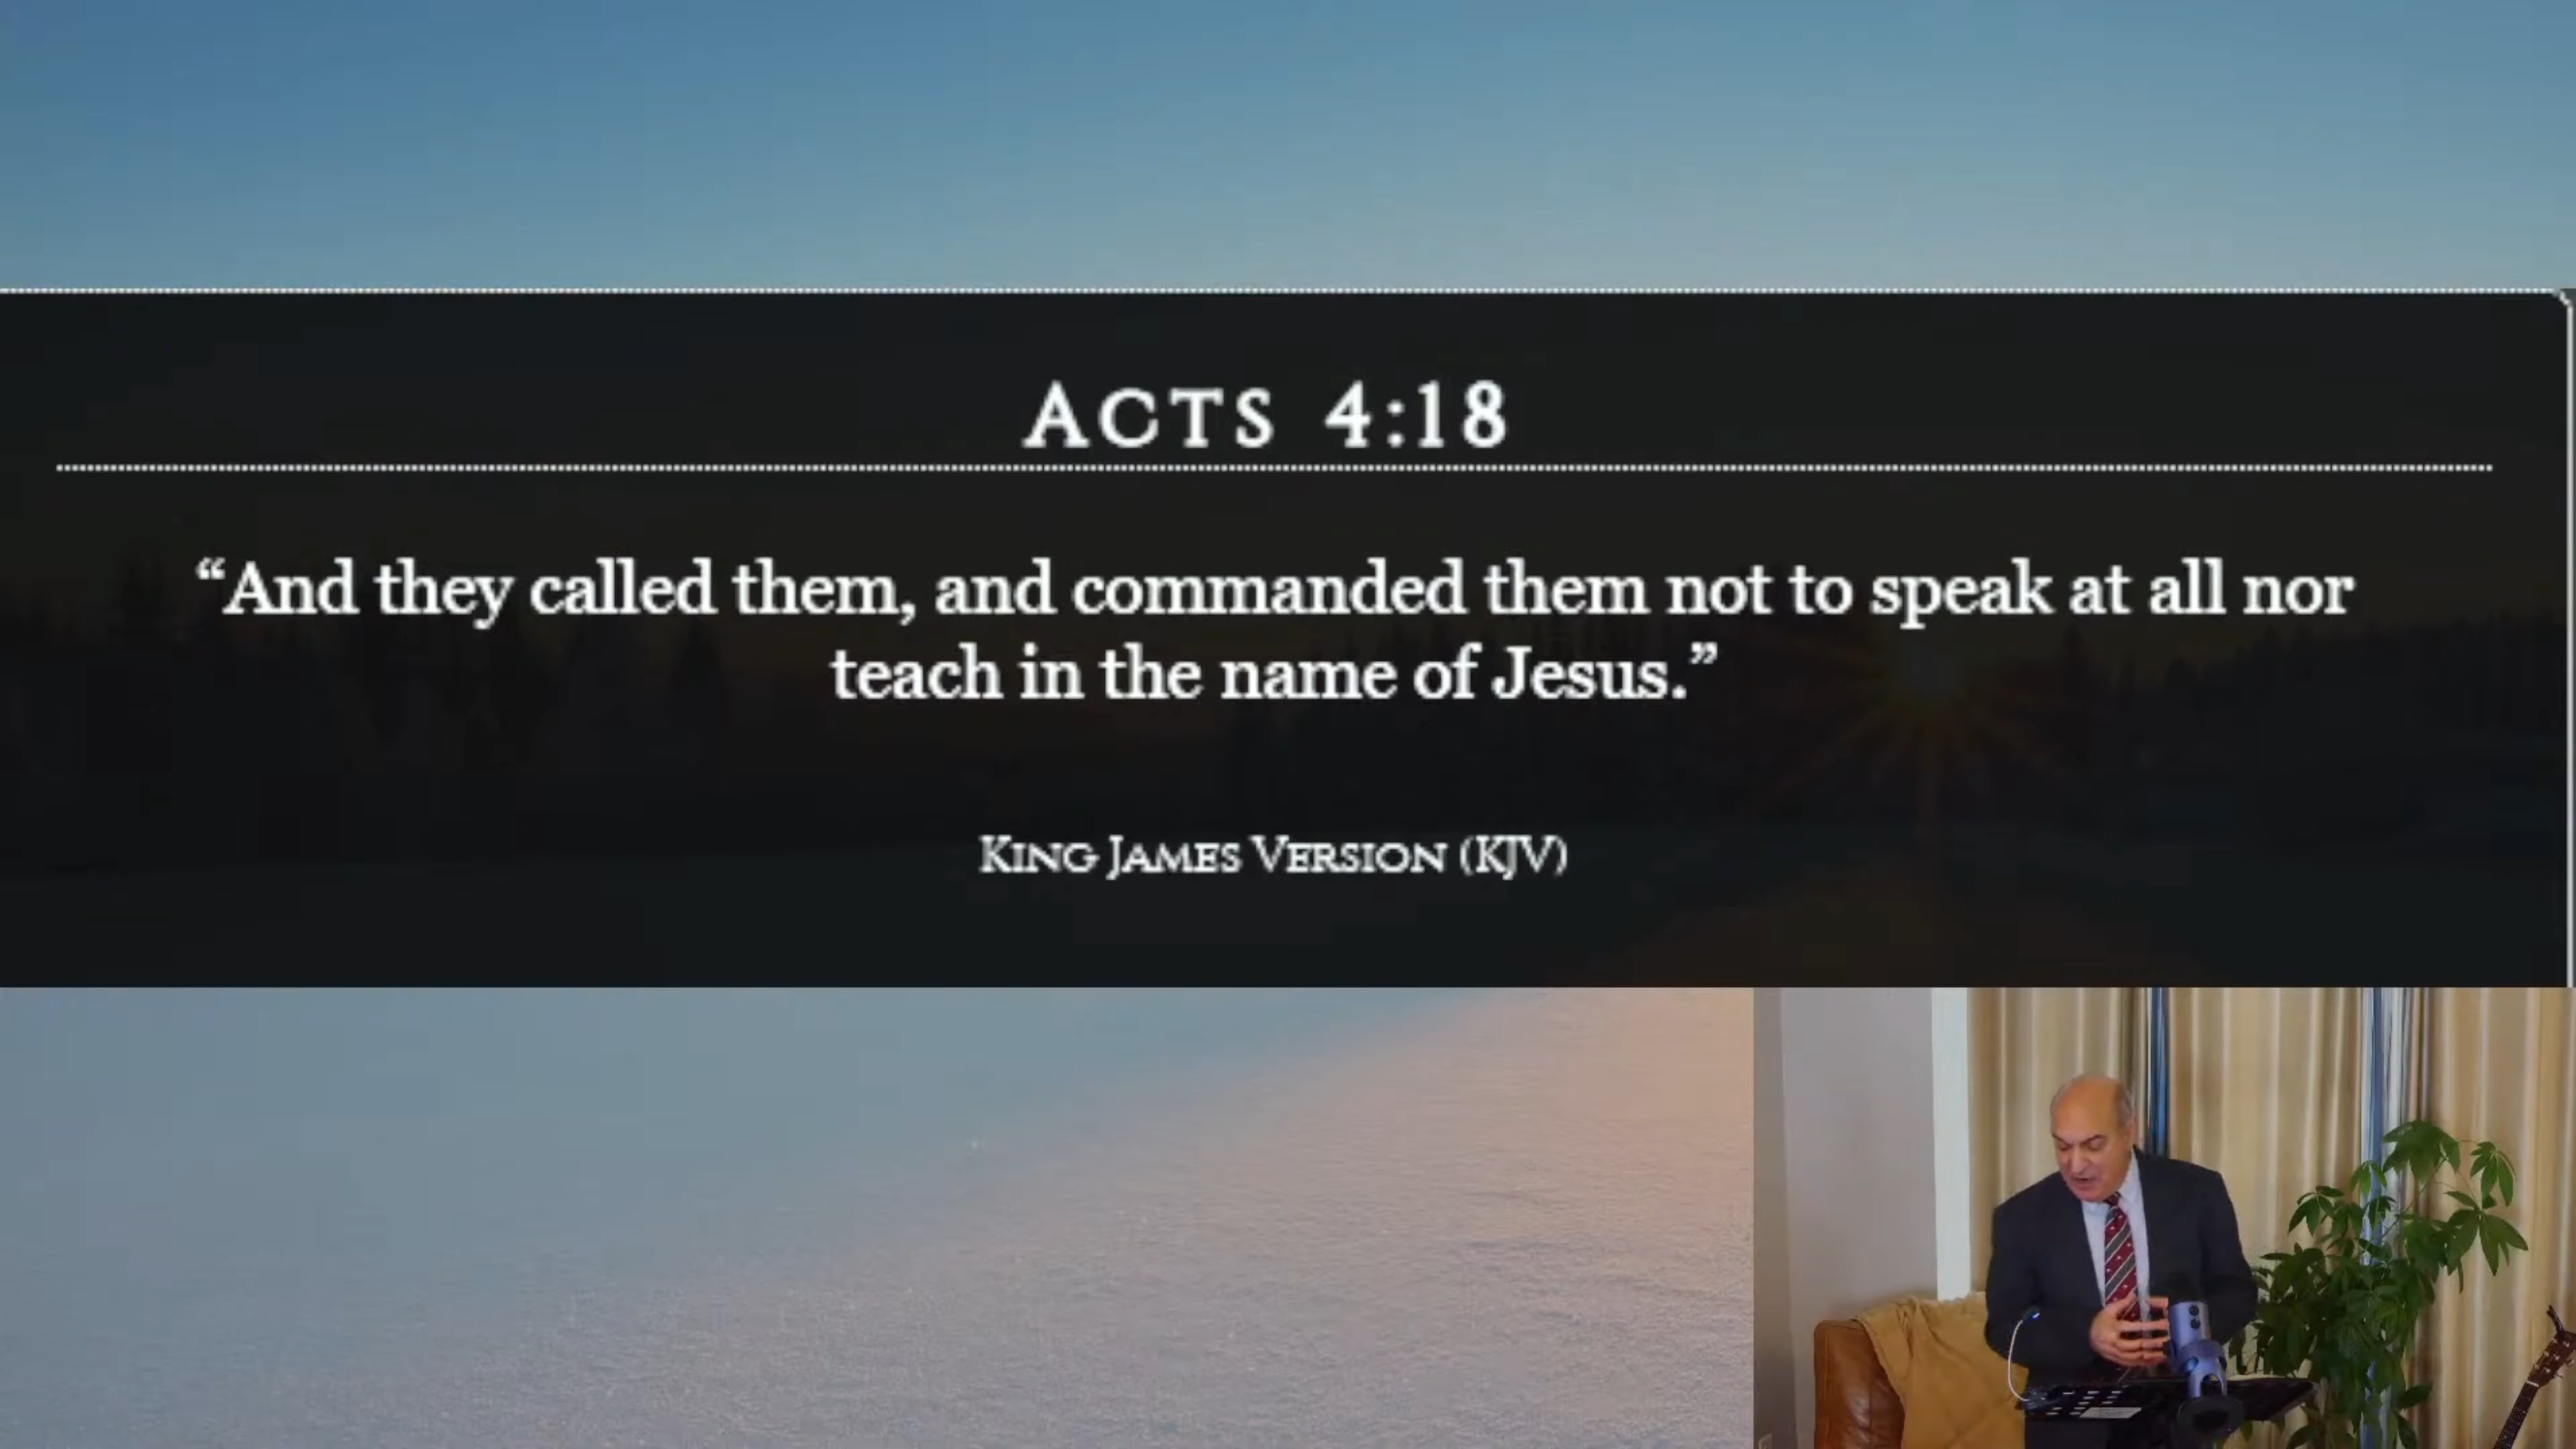 ACTS 4:18
“And they called them, and commanded them not to speak at all nor
teach in the name of Jesus.”
KING JAMES VERSION (KJV)